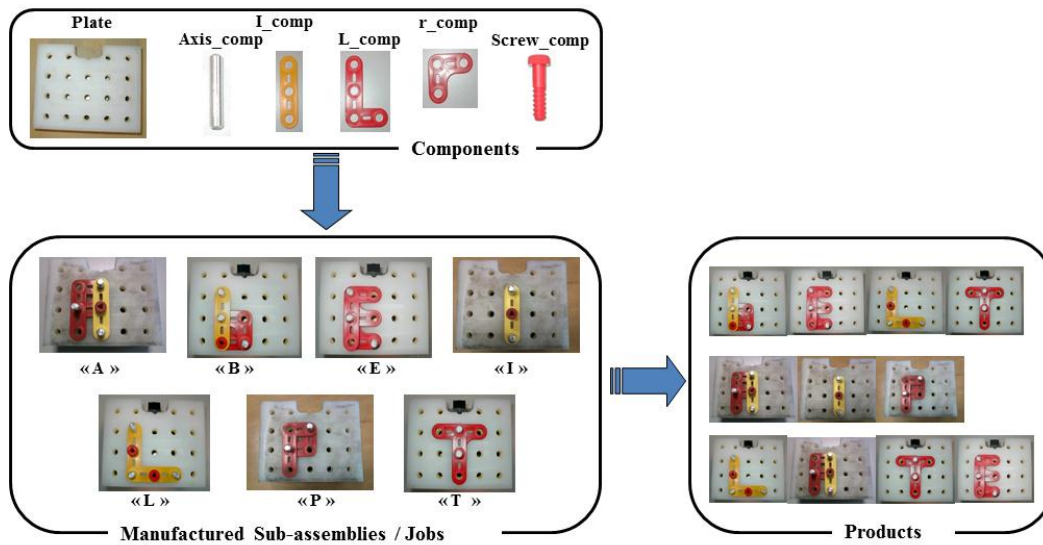 Plate
I_comp
r_comp
Axis_comp
L_comp
Screw_comp
Components
« A »
« B »
« E »
« I »
« L »
« P »
« T »
Manufactured Sub-assemblies / Jobs
Products